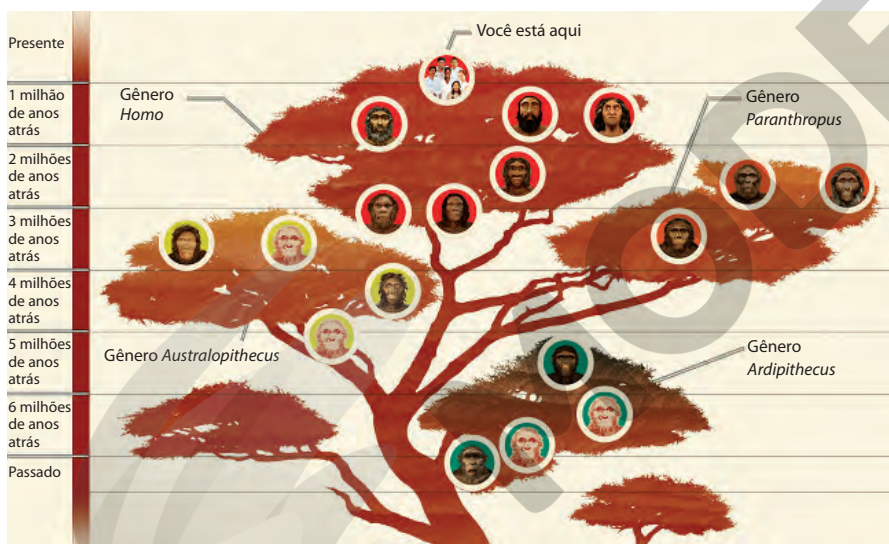 Presente
1 milhão
de anos
atrás
2 milhões
de anos
atrás
3 milhões
de anos
atrás
4 milhões
de anos
atrás
5 milhões
de anos
atrás
6 milhões
de anos
atrás
Passado
Você está aqui
Gênero
Homo
Gênero
Paranthropus
Gênero Australopithecus
Gênero
Ardipithecus